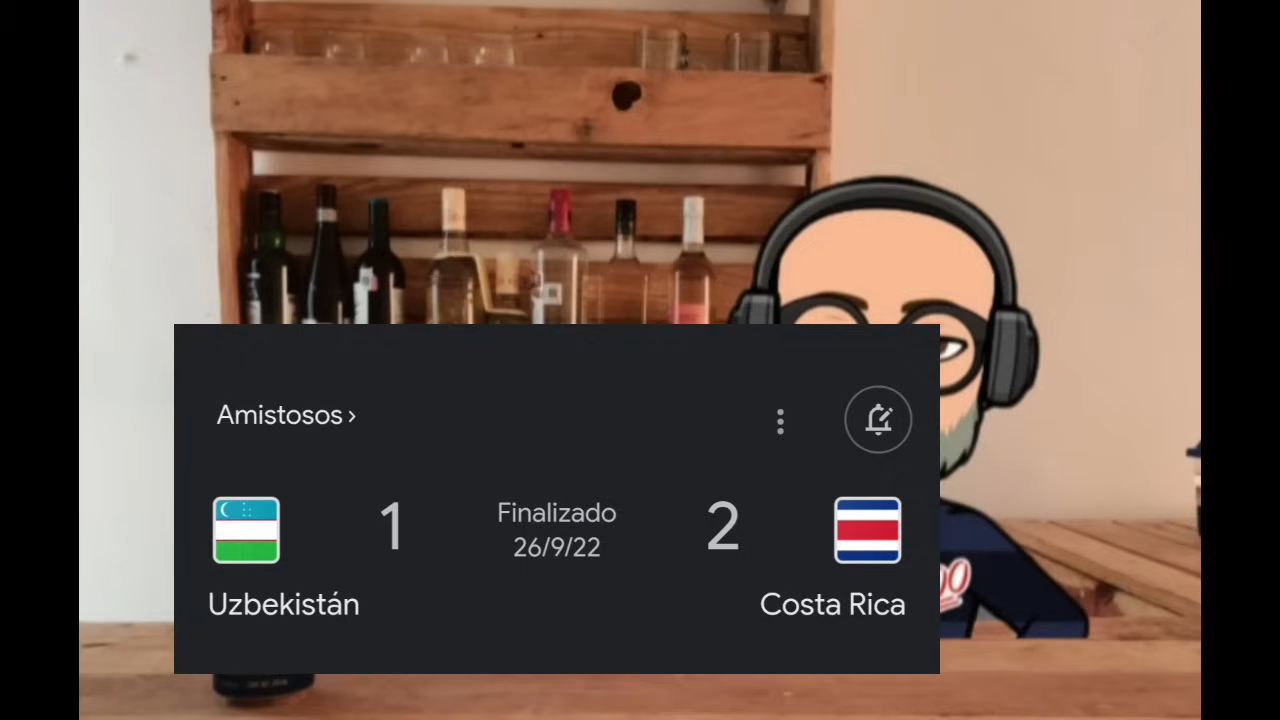 Amistosos ›
1 Finalizado 2
26/9/22
Uzbekistán Costa Rica